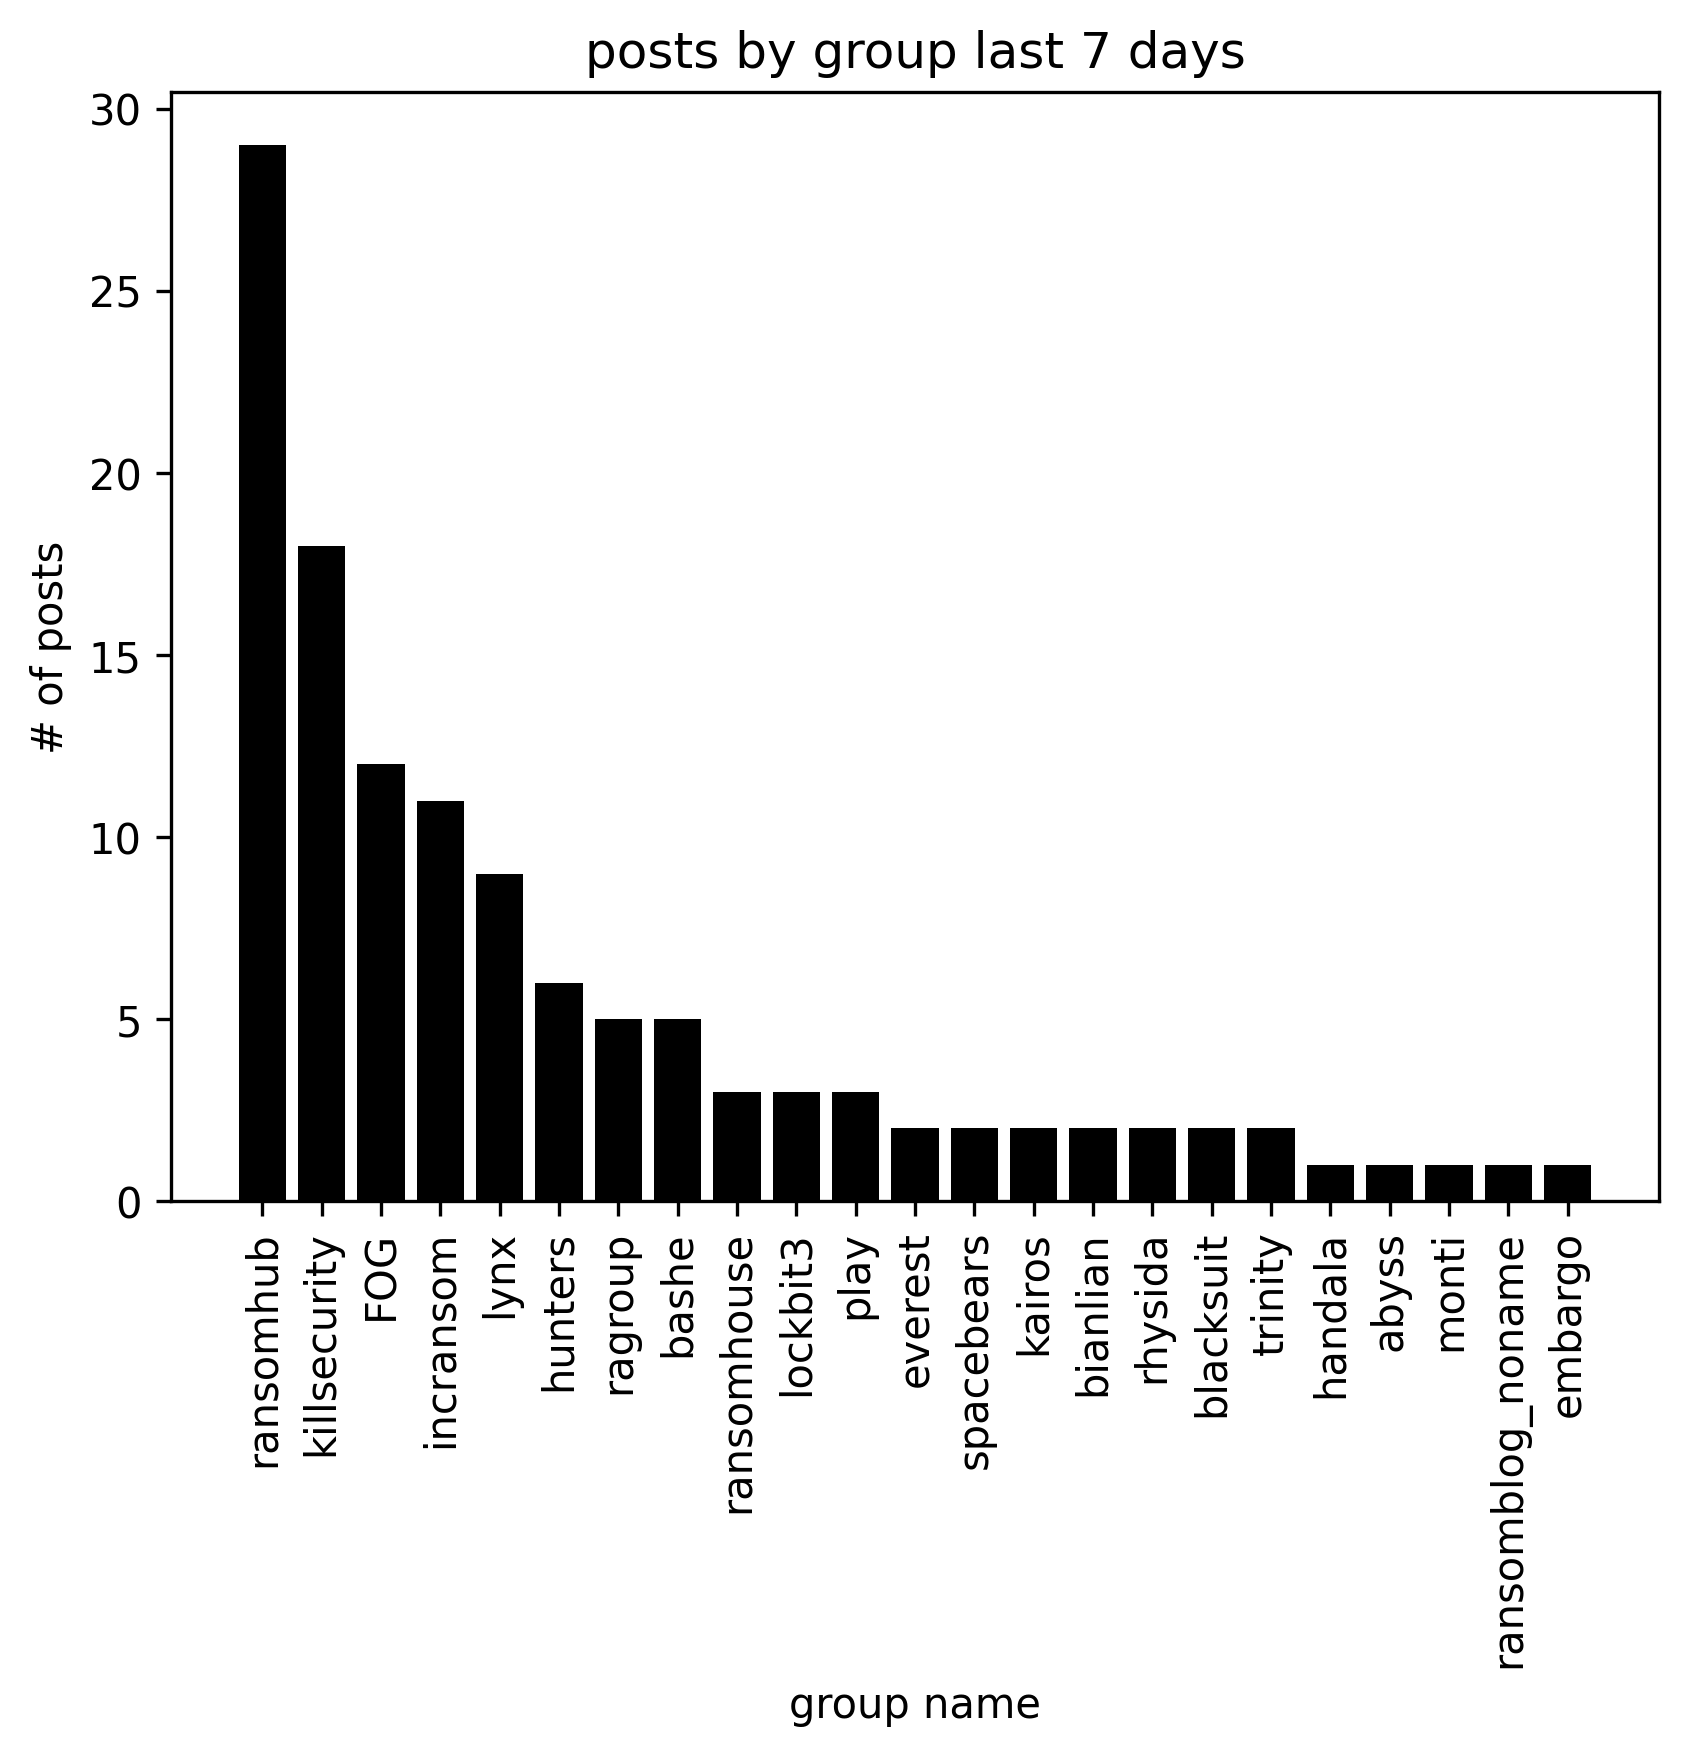 posts by group last 7 days
30
25
20
15
10
5
0
# of posts
ransomhub
killsecurity
FOG
incransom
lynx
hunters
ragroup
bashe
ransomhouse
lockbit3
play
everest
spacebears
kairos
bianlian
rhysida
blacksuit
trinity
handala
abyss
monti
ransomblog_noname
embargo
group name